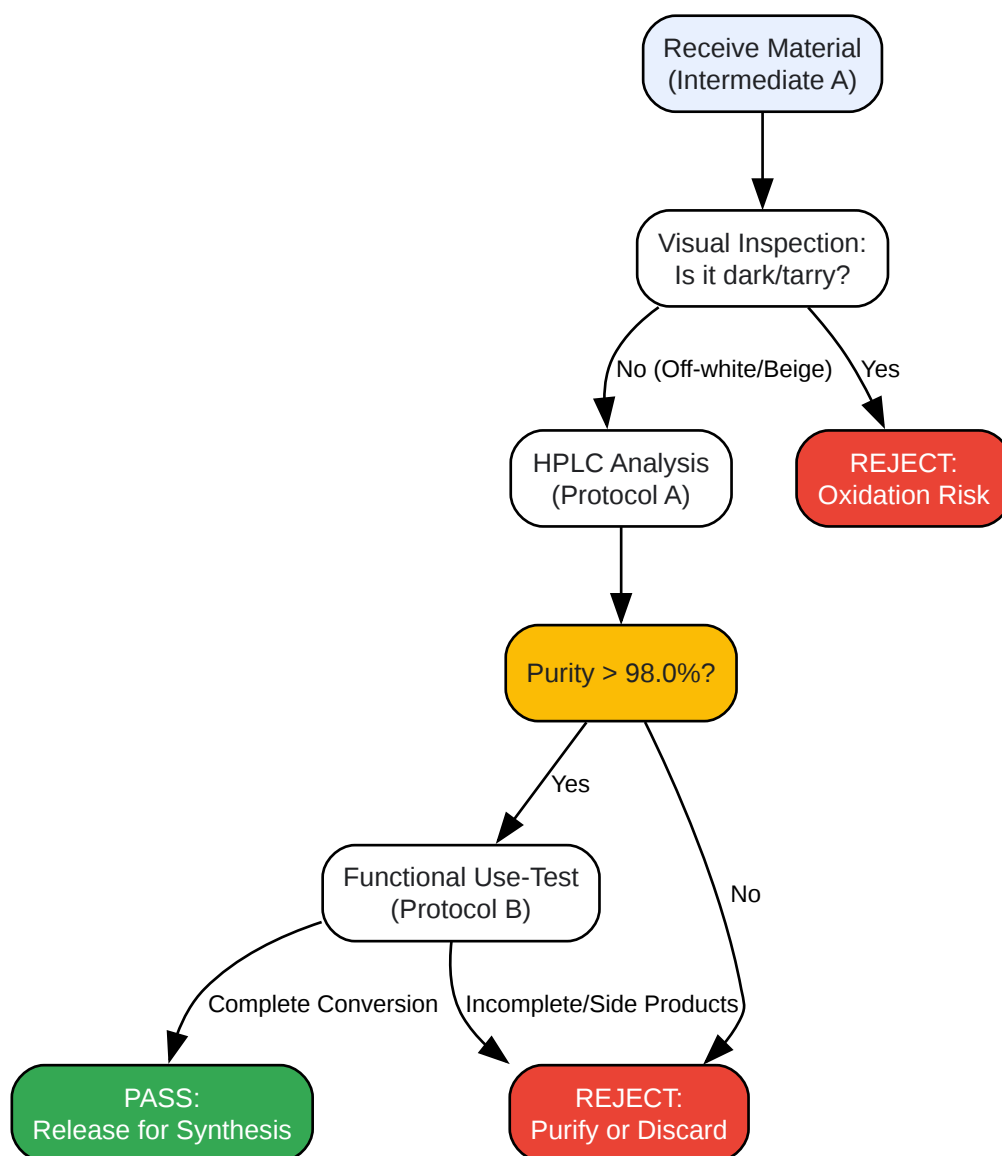 Receive Material
(Intermediate A)
Visual Inspection:
Is it dark/tarry?
No (Off-white/Beige)
Yes
HPLC Analysis
(Protocol A)
REJECT:
Oxidation Risk
Purity > 98.0%?
Yes
No
Functional Use-Test
(Protocol B)
Complete Conversion
Incomplete/Side Products
PASS:
Release for Synthesis
REJECT:
Purify or Discard